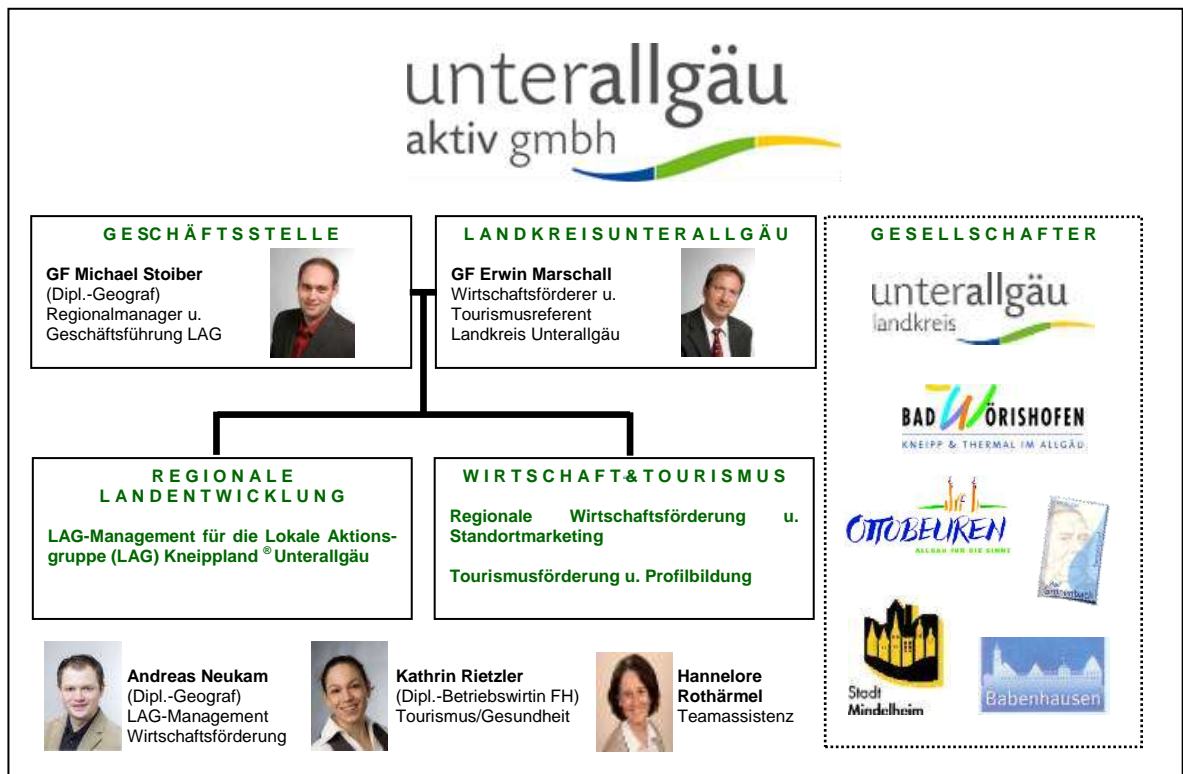 unterallgäu
aktiv gmbh
GESCHÄFTSSTELLE
GF Michael Stoiber
(Dipl.-Geograf)
Regionalmanager u.
Geschäftsführung LAG
LANDKREISUNTERALLGÄU
GF Erwin Marschall
Wirtschaftsförderer u.
Tourismusreferent
Landkreis Unterallgäu
REGIONALE
LANDENTWICKLUNG
LAG-Management für die Lokale Aktions-
gruppe (LAG) Kneippland ® Unterallgäu
WIRTSCHAFT&TOURISMUS
Regionale Wirtschaftsförderung u.
Standortmarketing
Tourismusförderung u. Profilbildung
Andreas Neukam
(Dipl.-Geograf)
LAG-Management
Wirtschaftsförderung
Kathrin Rietzler
(Dipl.-Betriebswirtin FH)
Tourismus/Gesundheit
Hannelore
Rothärmel
Teamassistenz
GESELLSCHAFTER
unterallgäu
landkreis
BAD WÖRISHOFEN
KNEIPP & THERMAL IM ALLGÄU
OTTOBEUREN
ALLGÄU FÜR DIE SINNE
Stadt
Mindelheim
Babenhausen